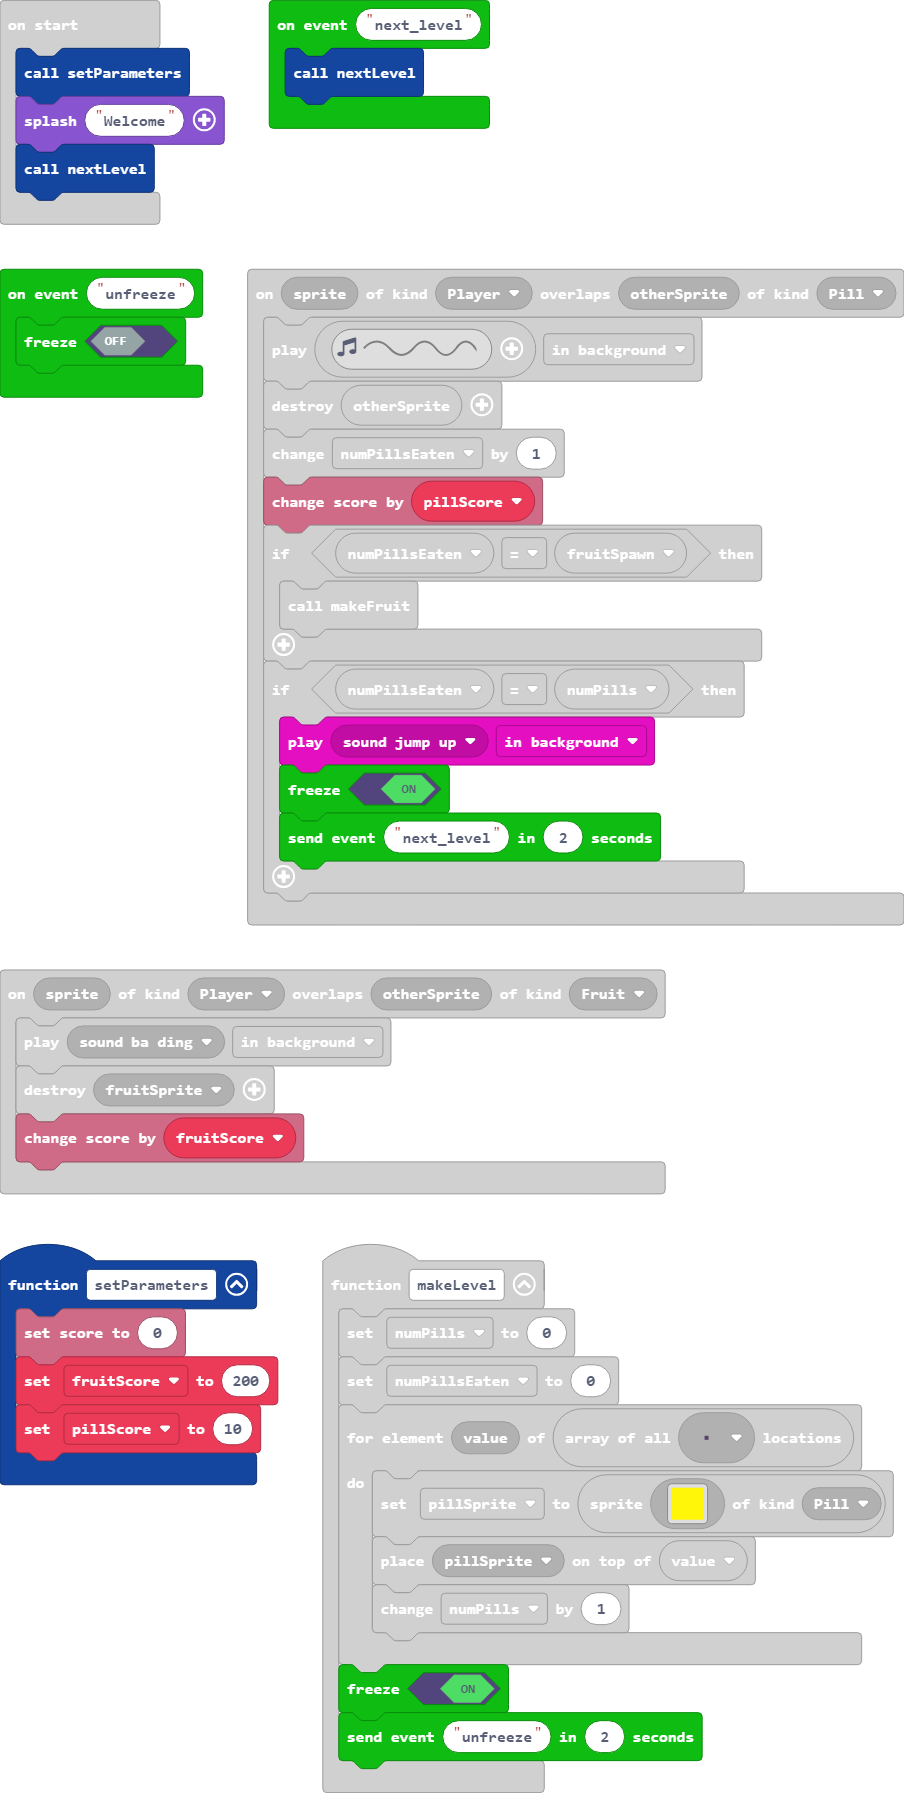 on start
call setParameters
splash "Welcome"
call nextLevel
on event "next_level"
call nextLevel
on event "unfreeze"
freeze OFF
on sprite of kind Player overlaps otherSprite of kind Pill
play in background
destroy otherSprite
change numPillsEaten by 1
change score by pillScore
if numPillsEaten = fruitSpawn then
call makeFruit
if numPillsEaten = numPills then
play sound jump up in background
freeze ON
send event "next_level" in 2 seconds
on sprite of kind Player overlaps otherSprite of kind Fruit
play sound ba ding in background
destroy fruitSprite
change score by fruitScore
function setParameters
set score to 0
set fruitScore to 200
set pillScore to 10
function makeLevel
set numPills to 0
set numPillsEaten to 0
for element value of array of all locations
do
set pillSprite to sprite of kind Pill
place pillSprite on top of value
change numPills by 1
freeze ON
send event "unfreeze" in 2 seconds